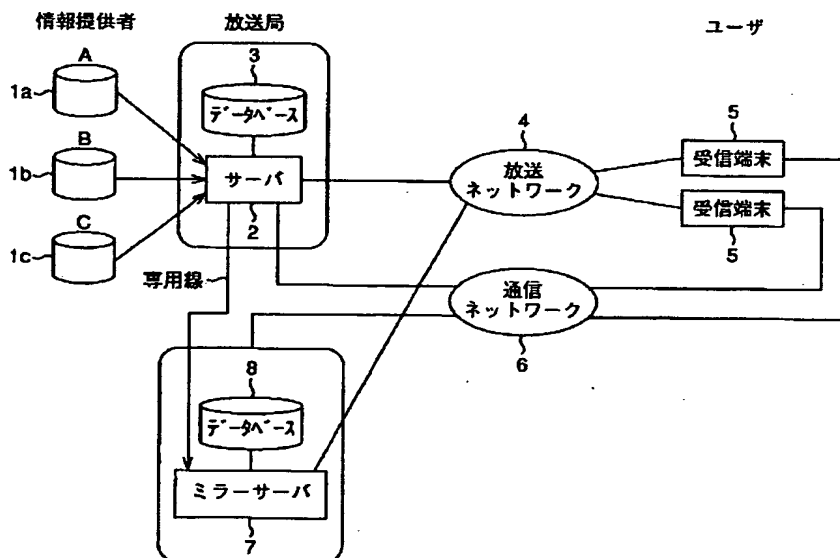 情報提供者
放送局
ユーザ
A
1a
B
1b
C
1c
3
データベース
サーバ
2
専用線
4
放送
ネットワーク
5
受信端末
受信端末
5
通信
ネットワーク
6
8
データベース
ミラーサーバ
7